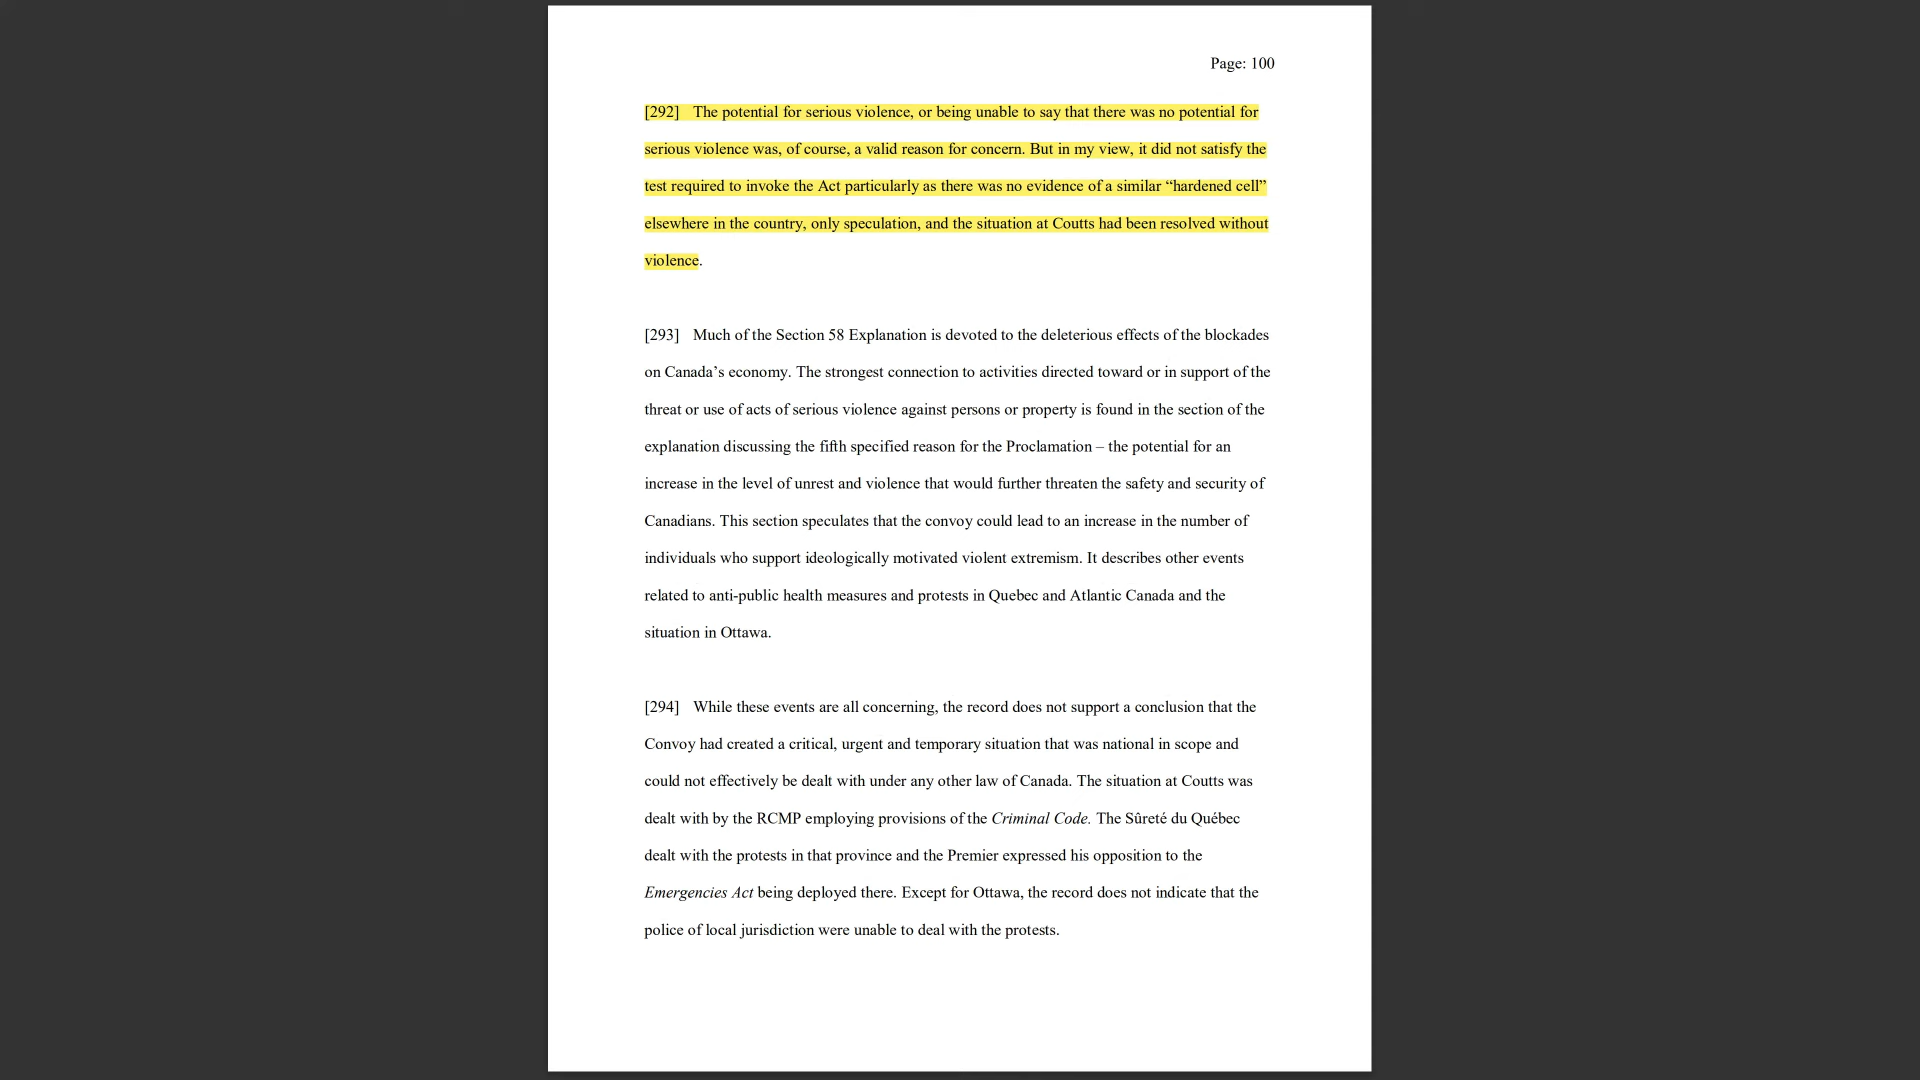 Page: 100
[292] The potential for serious violence, or being unable to say that there was no potential for
serious violence was, of course, a valid reason for concern. But in my view, it did not satisfy the
test required to invoke the Act particularly as there was no evidence of a similar “hardened cell”
elsewhere in the country, only speculation, and the situation at Coutts had been resolved without
violence.
[293] Much of the Section 58 Explanation is devoted to the deleterious effects of the blockades
on Canada’s economy. The strongest connection to activities directed toward or in support of the
threat or use of acts of serious violence against persons or property is found in the section of the
explanation discussing the fifth specified reason for the Proclamation – the potential for an
increase in the level of unrest and violence that would further threaten the safety and security of
Canadians. This section speculates that the convoy could lead to an increase in the number of
individuals who support ideologically motivated violent extremism. It describes other events
related to anti-public health measures and protests in Quebec and Atlantic Canada and the
situation in Ottawa.
[294] While these events are all concerning, the record does not support a conclusion that the
Convoy had created a critical, urgent and temporary situation that was national in scope and
could not effectively be dealt with under any other law of Canada. The situation at Coutts was
dealt with by the RCMP employing provisions of the Criminal Code. The Sûreté du Québec
dealt with the protests in that province and the Premier expressed his opposition to the
Emergencies Act being deployed there. Except for Ottawa, the record does not indicate that the
police of local jurisdiction were unable to deal with the protests.